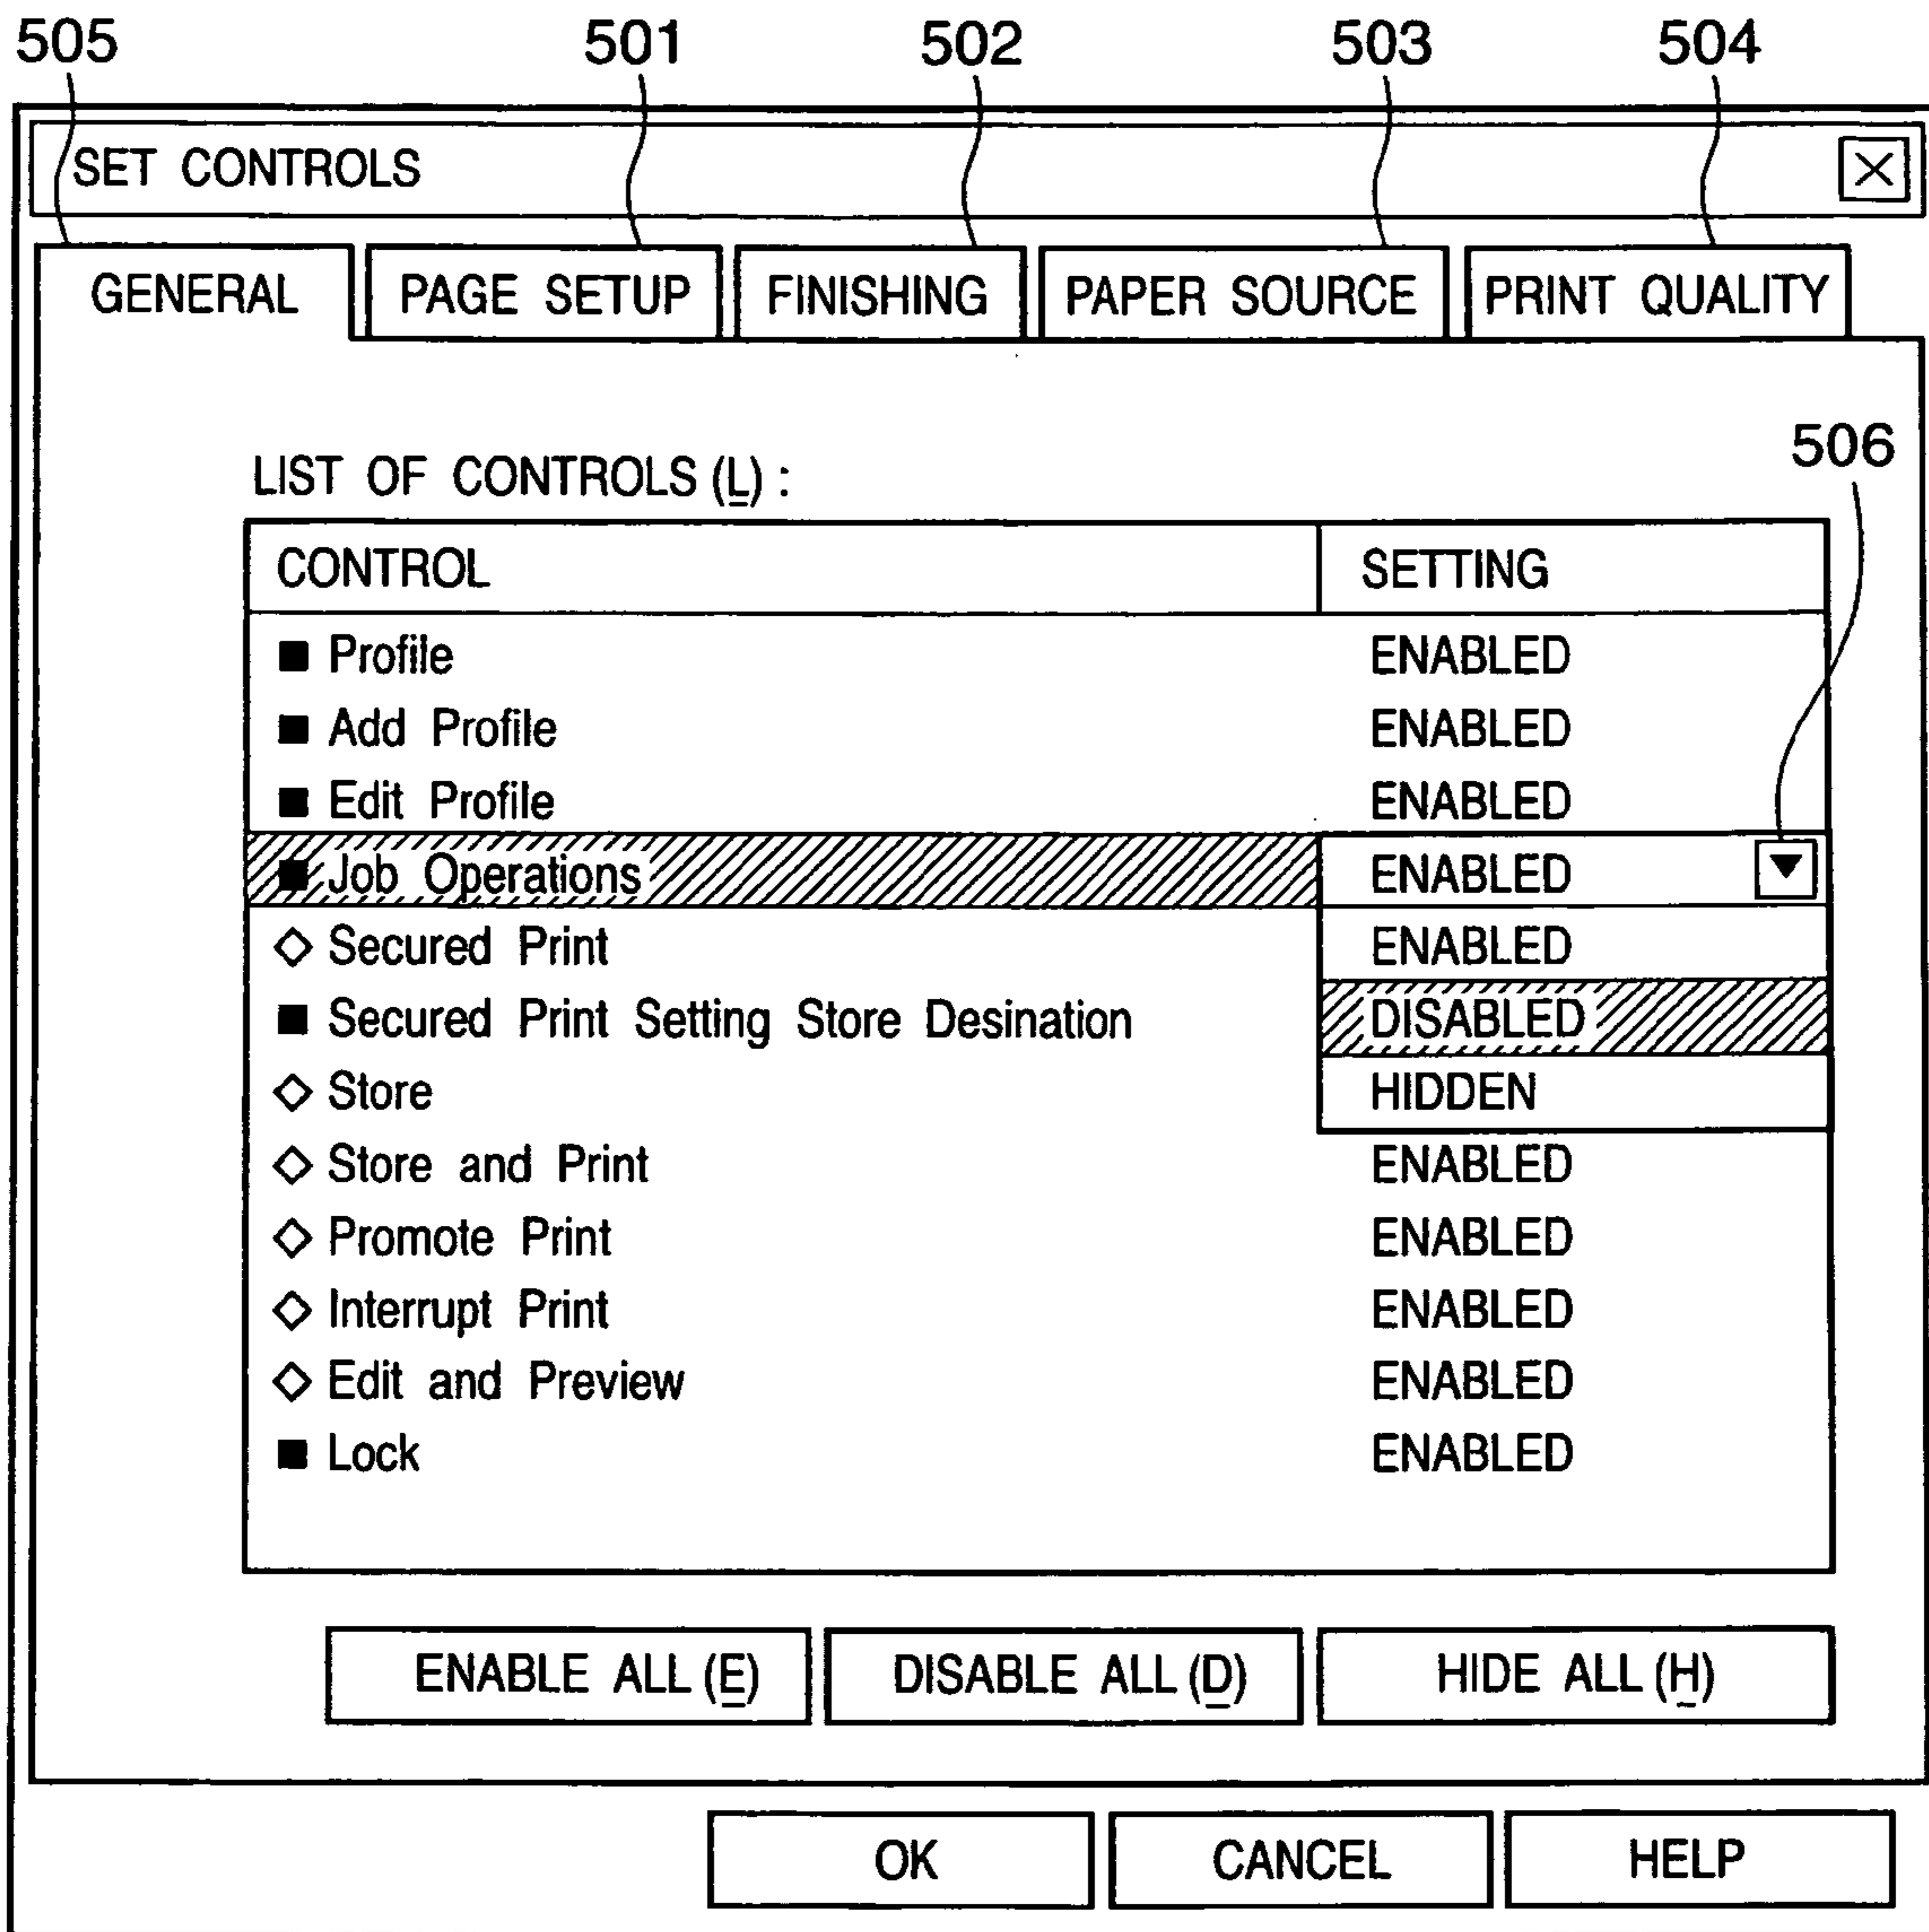 505 501 502 503 504
SET CONTROLS
GENERAL PAGE SETUP FINISHING PAPER SOURCE PRINT QUALITY
506
LIST OF CONTROLS (L) :
CONTROL SETTING
■ Profile ENABLED
■ Add Profile ENABLED
■ Edit Profile ENABLED
■ Job Operations ENABLED ▼
◇ Secured Print ENABLED
■ Secured Print Setting Store Desination DISABLED
◇ Store HIDDEN
◇ Store and Print ENABLED
◇ Promote Print ENABLED
◇ Interrupt Print ENABLED
◇ Edit and Preview ENABLED
■ Lock ENABLED
ENABLE ALL (E) DISABLE ALL (D) HIDE ALL (H)
OK CANCEL HELP